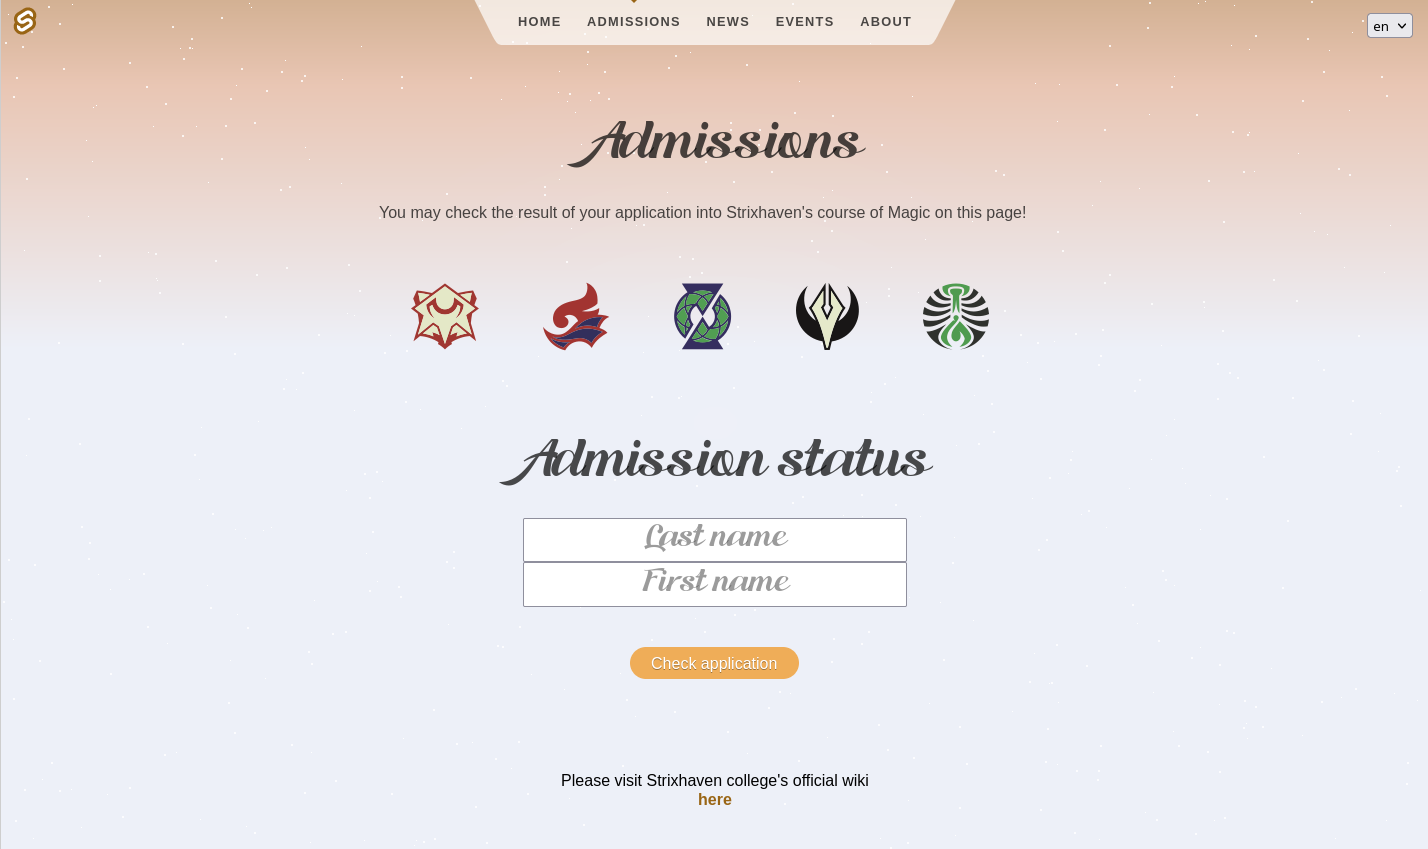 HOME ADMISSIONS NEWS EVENTS ABOUT
en
Admissions
You may check the result of your application into Strixhaven's course of Magic on this page!
Admission status
Last name
First name
Check application
Please visit Strixhaven college's official wiki
here